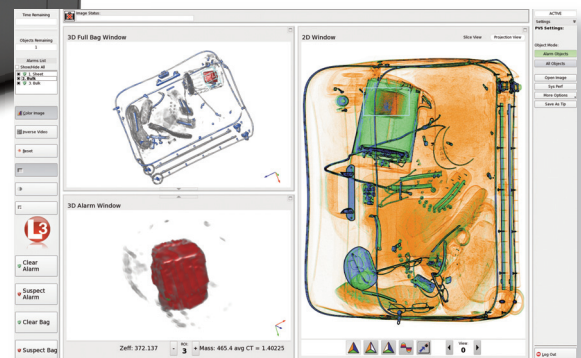 Time Remaining
Image Status:
Objects Remaining:
1
Alarms List
Show/Hide All
1 Sheet
2 Bulk
3 Bulk
Color Image
Inverse Video
Reset
L3
Clear
Alarm
Suspect
Alarm
Clear Bag
Suspect Bag
3D Full Bag Window
3D Alarm Window
Zeff: 372.137
-
ROI:
3
+
Mass: 465.4 avg CT = 1.40225
2D Window
Slice View
Projection View
View
0
ACTIVE
Settings
PVS Settings:
Object Mode:
Alarm Objects
All Objects
Open Image
Sys Perf
More Options
Save As Tip
Log Out